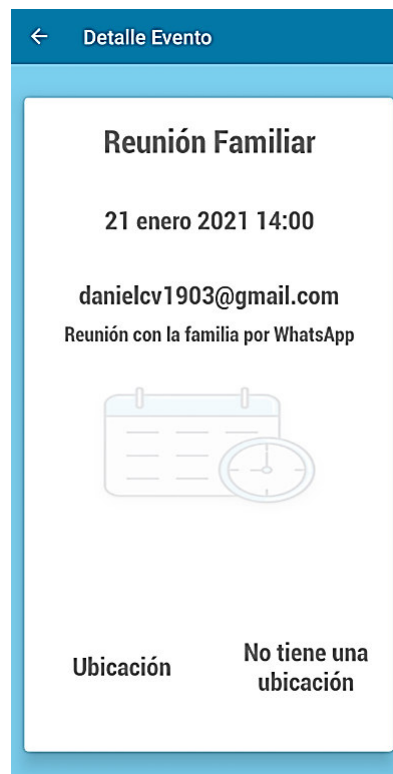 Detalle Evento
Reunión Familiar
21 enero 2021 14:00
danielcv1903@gmail.com
Reunión con la familia por WhatsApp
Ubicación
No tiene una
ubicación